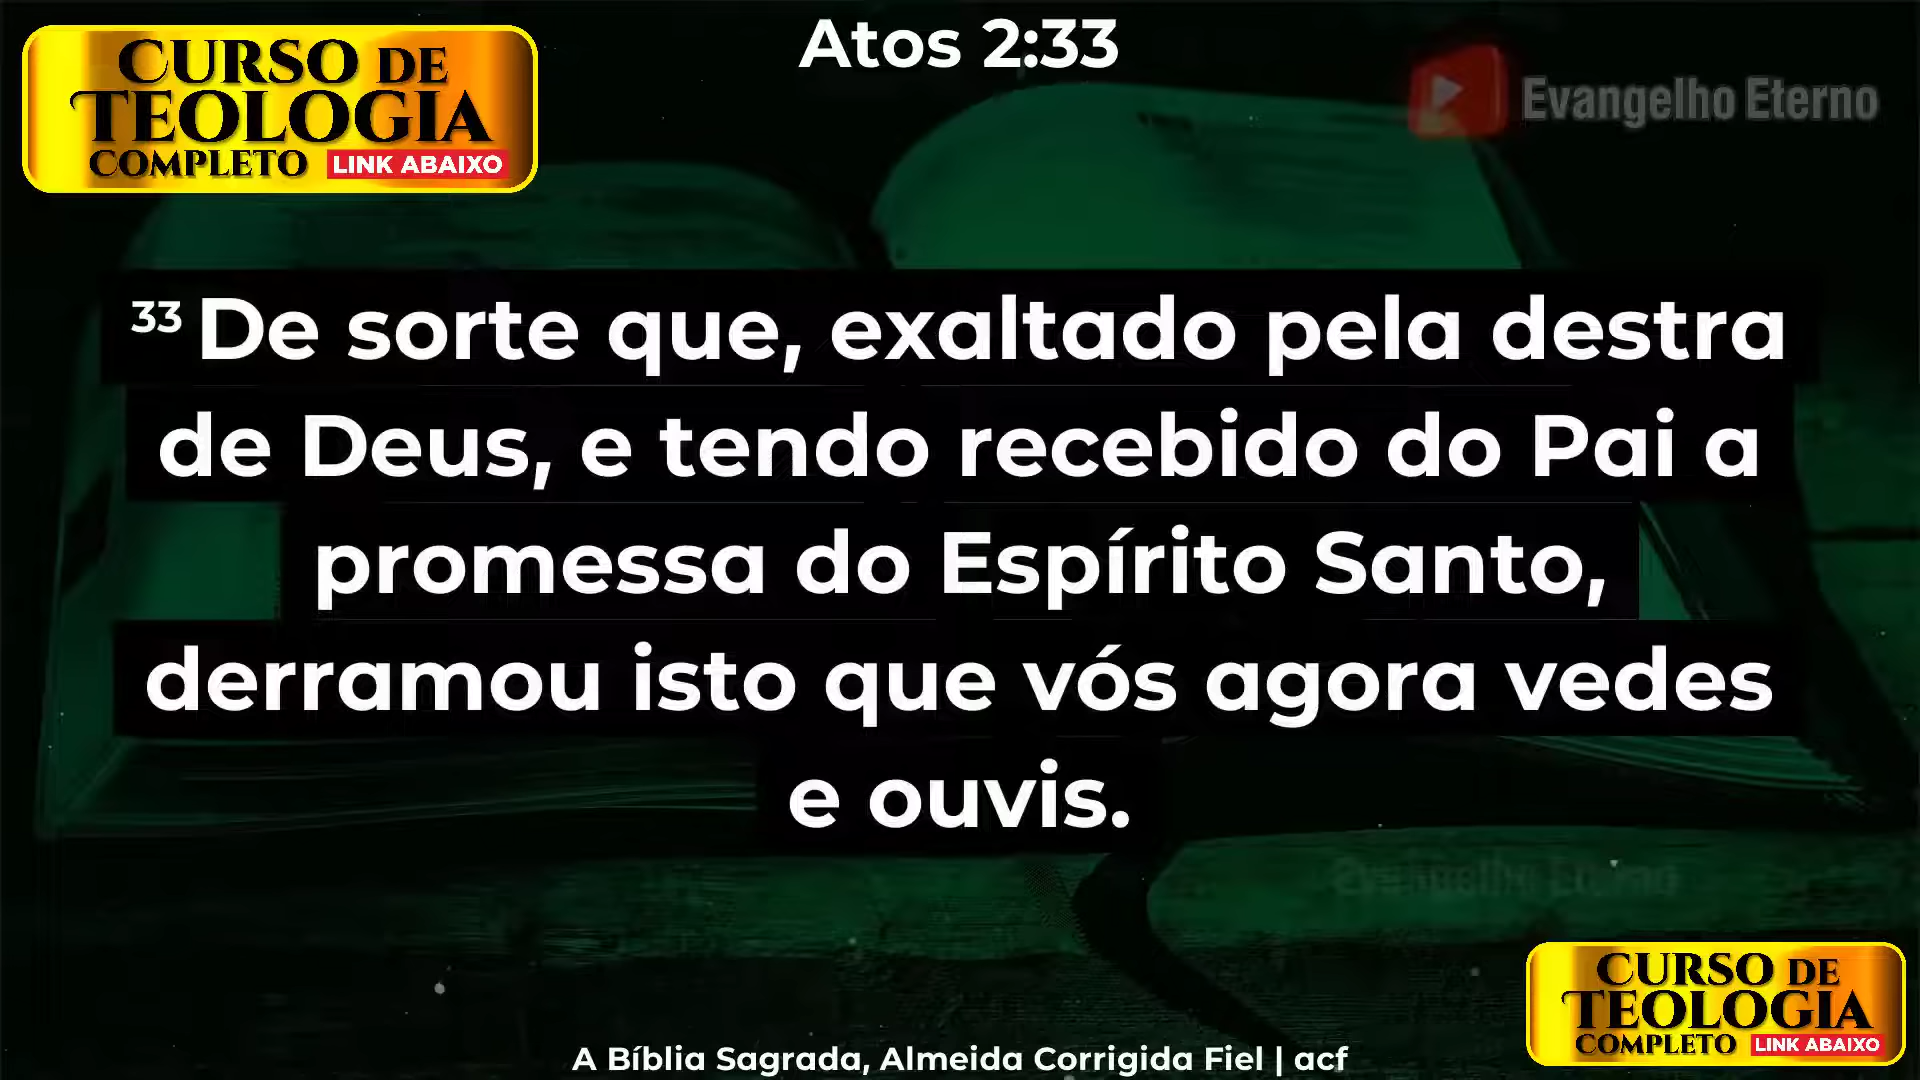 Atos 2:33
CURSO DE
TEOLOGIA
COMPLETO LINK ABAIXO
Evangelho Eterno
33 De sorte que, exaltado pela destra
de Deus, e tendo recebido do Pai a
promessa do Espírito Santo,
derramou isto que vós agora vedes
e ouvis.
Evangelho Eterno
CURSO DE
TEOLOGIA
COMPLETO LINK ABAIXO
A Bíblia Sagrada, Almeida Corrigida Fiel | acf